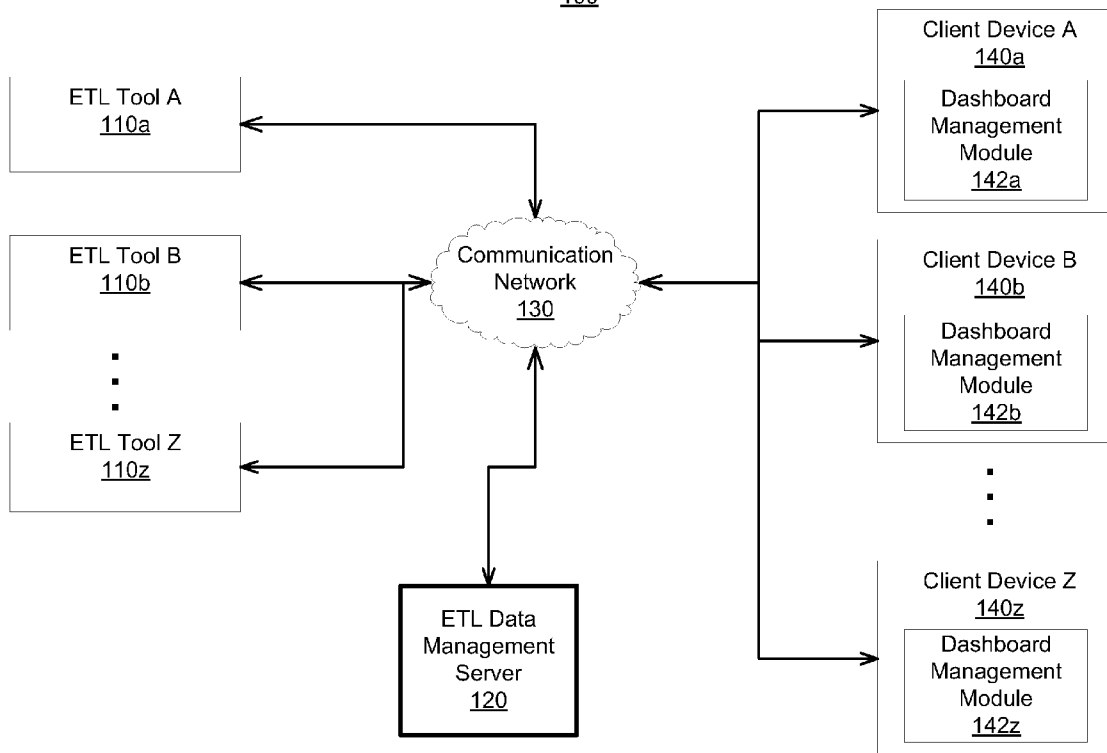 ETL Tool A
110a
ETL Tool B
110b
ETL Tool Z
110z
Communication
Network
130
ETL Data
Management
Server
120
Client Device A
140a
Dashboard
Management
Module
142a
Client Device B
140b
Dashboard
Management
Module
142b
Client Device Z
140z
Dashboard
Management
Module
142z